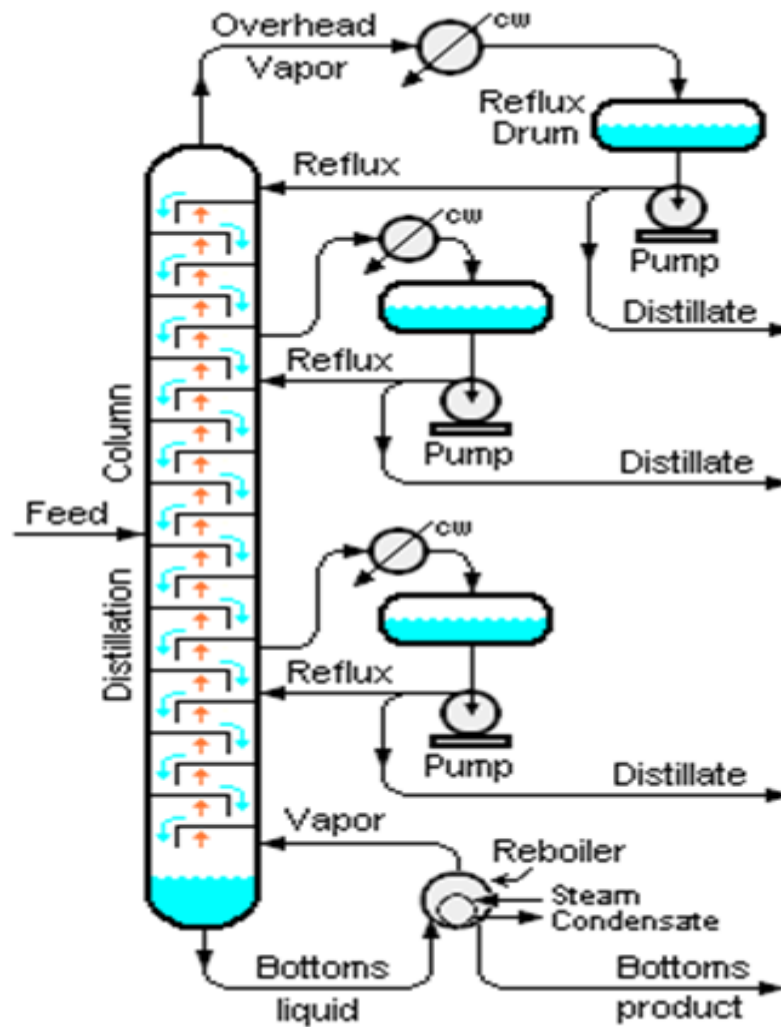 Overhead
Vapor
cw
Reflux
Drum
Reflux
cw
Pump
Distillate
Reflux
Pump
Distillate
Column
Feed
cw
Distillation
Reflux
Pump
Distillate
Vapor
Reboiler
Steam
Condensate
Bottoms
liquid
Bottoms
product